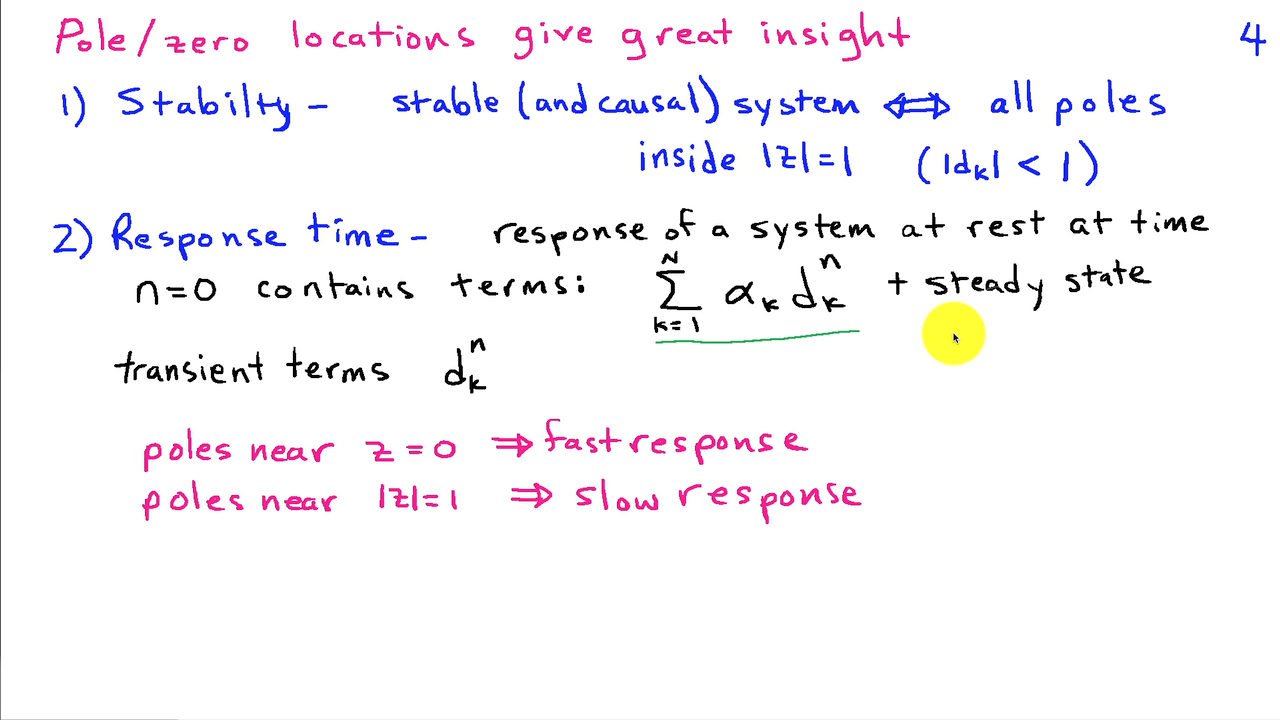 Pole/zero locations give great insight 4
1) Stabilty - stable (and causal) system ⟺ all poles
inside |z|=1 (|d_k| < 1)
2) Response time - response of a system at rest at time
n=0 contains terms: \sum_{k=1}^{N} α_k d_k^n + steady state
transient terms d_k^n
poles near z=0 ⇒ fast response
poles near |z|=1 ⇒ slow response